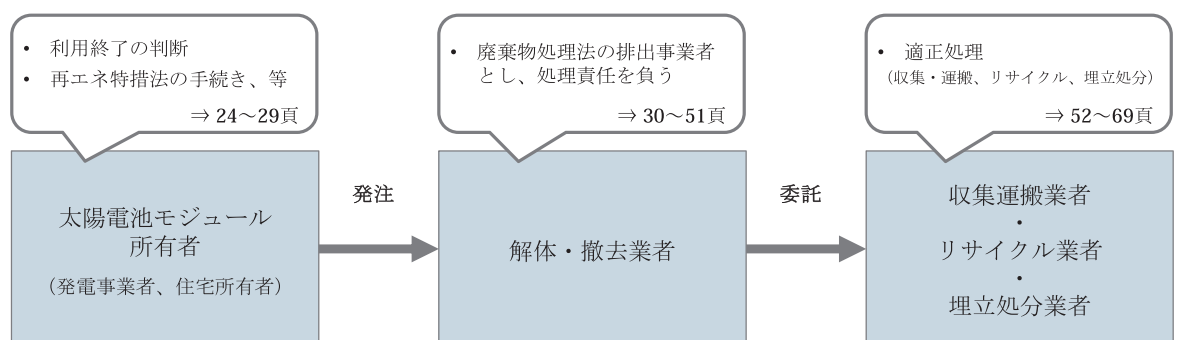 • 利用終了の判断
• 再エネ特措法の手続き、等
⇒ 24～29頁
太陽電池モジュール
所有者
（発電事業者、住宅所有者）
発注
• 廃棄物処理法の排出事業者
とし、処理責任を負う
⇒ 30～51頁
解体・撤去業者
委託
• 適正処理
（収集・運搬、リサイクル、埋立処分）
⇒ 52～69頁
収集運搬業者
・
リサイクル業者
・
埋立処分業者